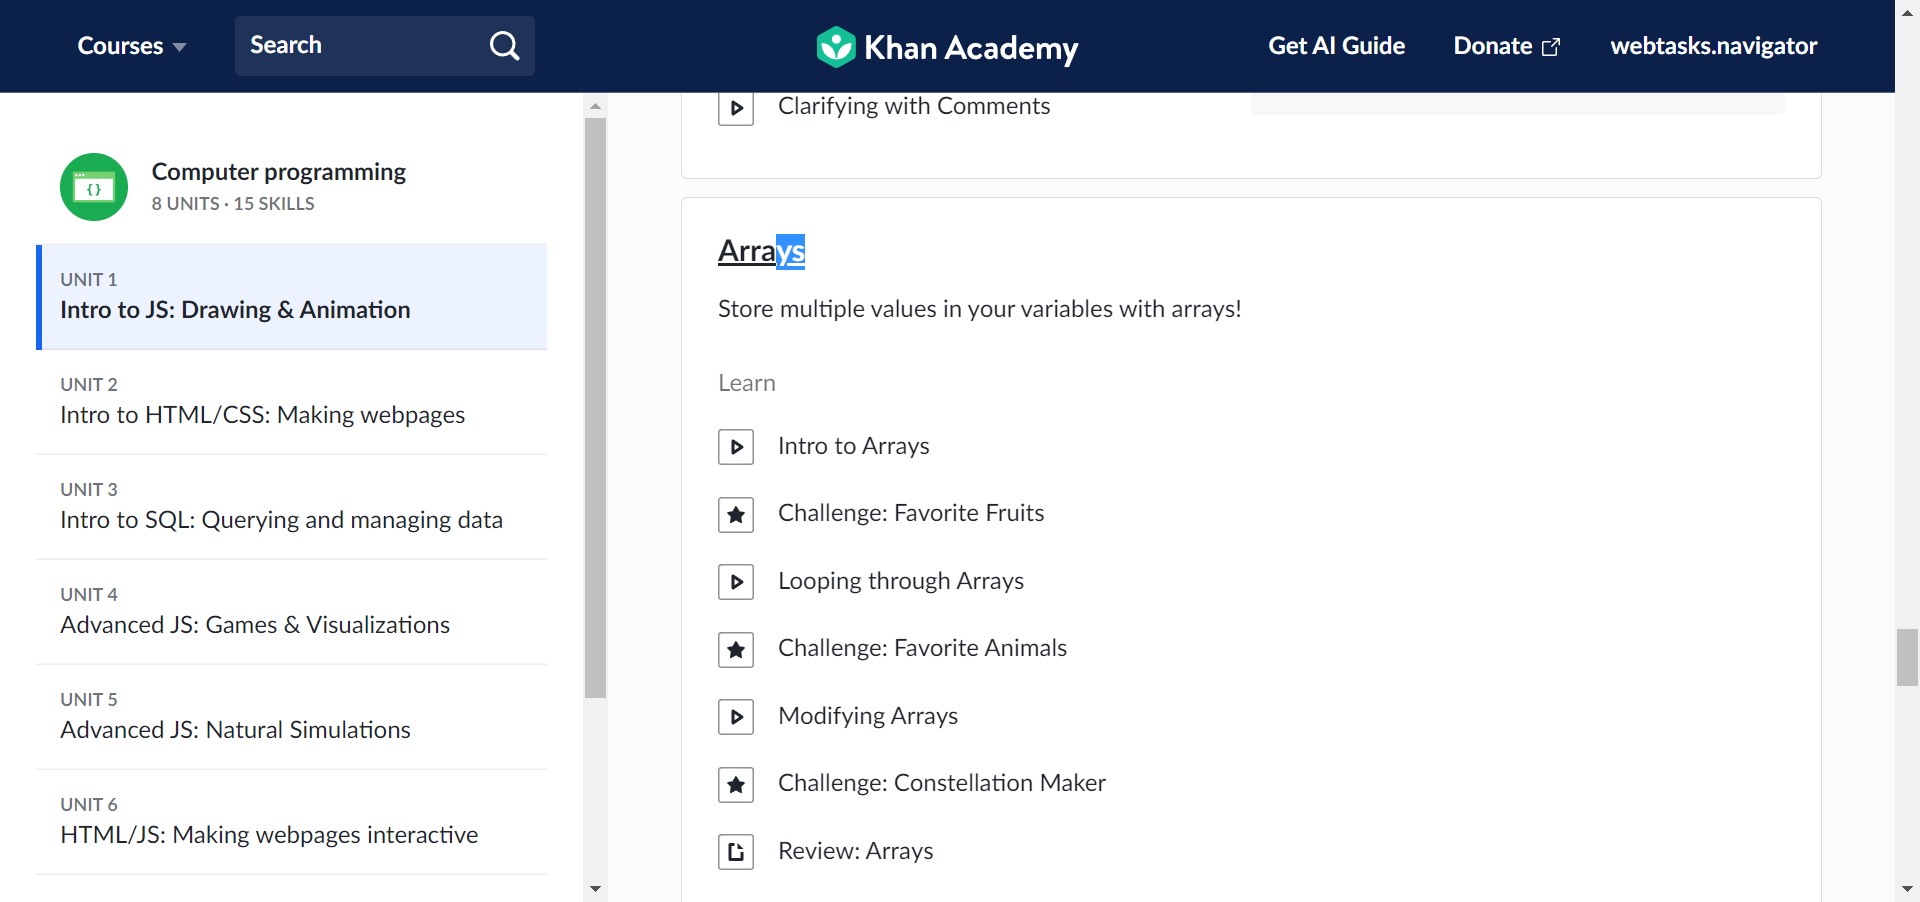 Courses
Search
Khan Academy
Get AI Guide
Donate
webtasks.navigator
Computer programming
8 UNITS · 15 SKILLS
UNIT 1
Intro to JS: Drawing & Animation
UNIT 2
Intro to HTML/CSS: Making webpages
UNIT 3
Intro to SQL: Querying and managing data
UNIT 4
Advanced JS: Games & Visualizations
UNIT 5
Advanced JS: Natural Simulations
UNIT 6
HTML/JS: Making webpages interactive
Clarifying with Comments
Arrays
Store multiple values in your variables with arrays!
Learn
Intro to Arrays
Challenge: Favorite Fruits
Looping through Arrays
Challenge: Favorite Animals
Modifying Arrays
Challenge: Constellation Maker
Review: Arrays